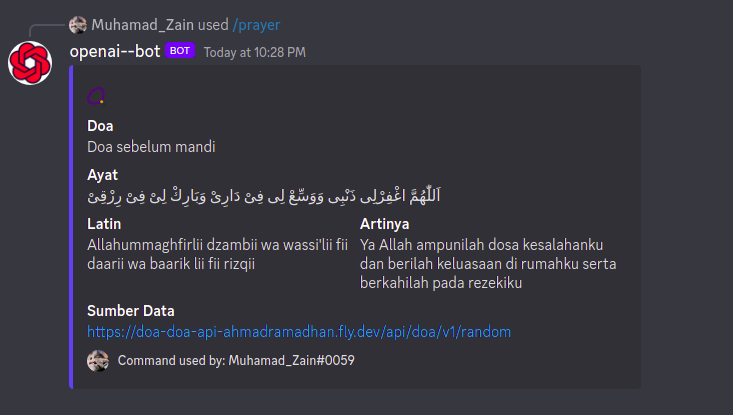 Muhamad_Zain used /prayer
openai--bot BOT Today at 10:28 PM
Doa
Doa sebelum mandi
Ayat
اَللّٰهُمَّ اغْفِرْلِى ذَنْبِى وَوَسِّعْ لِى فِىْ دَارِىْ وَبَارِكْ لِىْ فِىْ رِزْقِىْ
Latin
Allahummaghfirlii dzambii wa wassi'lii fii
daarii wa baarik lii fii rizqii
Artinya
Ya Allah ampunilah dosa kesalahanku
dan berilah keluasaan di rumahku serta
berkahilah pada rezekiku
Sumber Data
https://doa-doa-api-ahmadramadhan.fly.dev/api/doa/v1/random
Command used by: Muhamad_Zain#0059